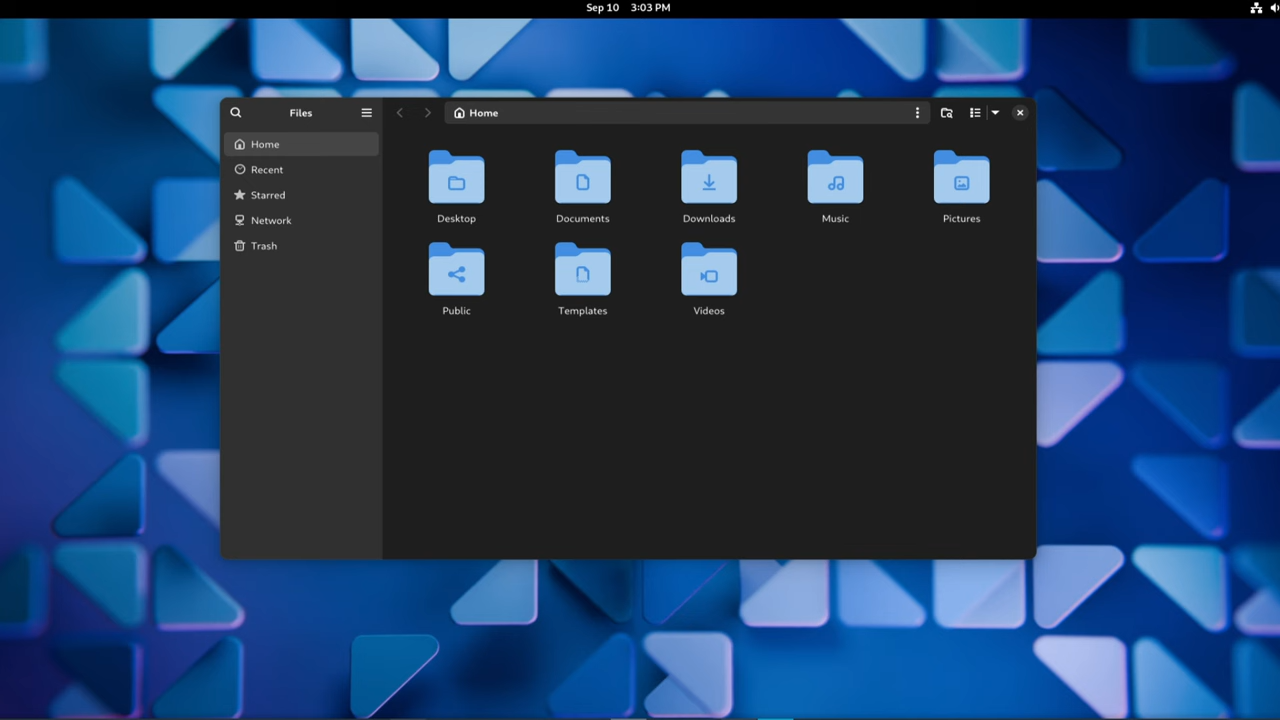 Sep 10 3:03 PM
Files
Home
Home
Recent
Starred
Network
Trash
Desktop
Documents
Downloads
Music
Pictures
Public
Templates
Videos